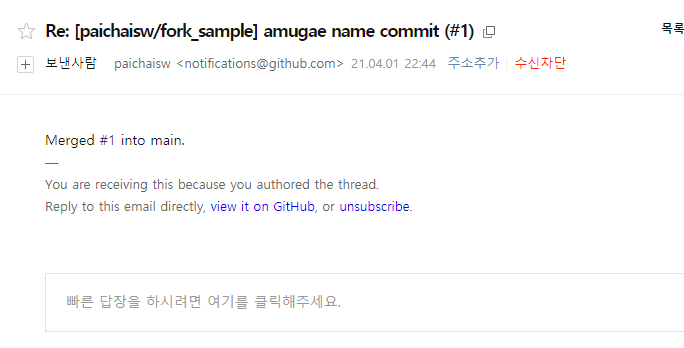 Re: [paichaisw/fork_sample] amugae name commit (#1)
목록
보낸사람 paichaisw <notifications@github.com> 21.04.01 22:44 주소추가 수신차단
Merged #1 into main.
—
You are receiving this because you authored the thread.
Reply to this email directly, view it on GitHub, or unsubscribe.
빠른 답장을 하시려면 여기를 클릭해주세요.